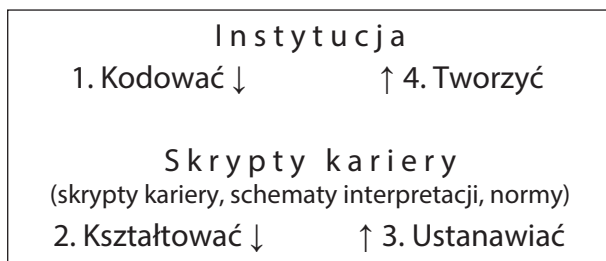 Instytucja
1. Kodować ↓ ↑ 4. Tworzyć
Skrypty kariery
(skrypty kariery, schematy interpretacji, normy)
2. Kształtować ↓ ↑ 3. Ustanawiać